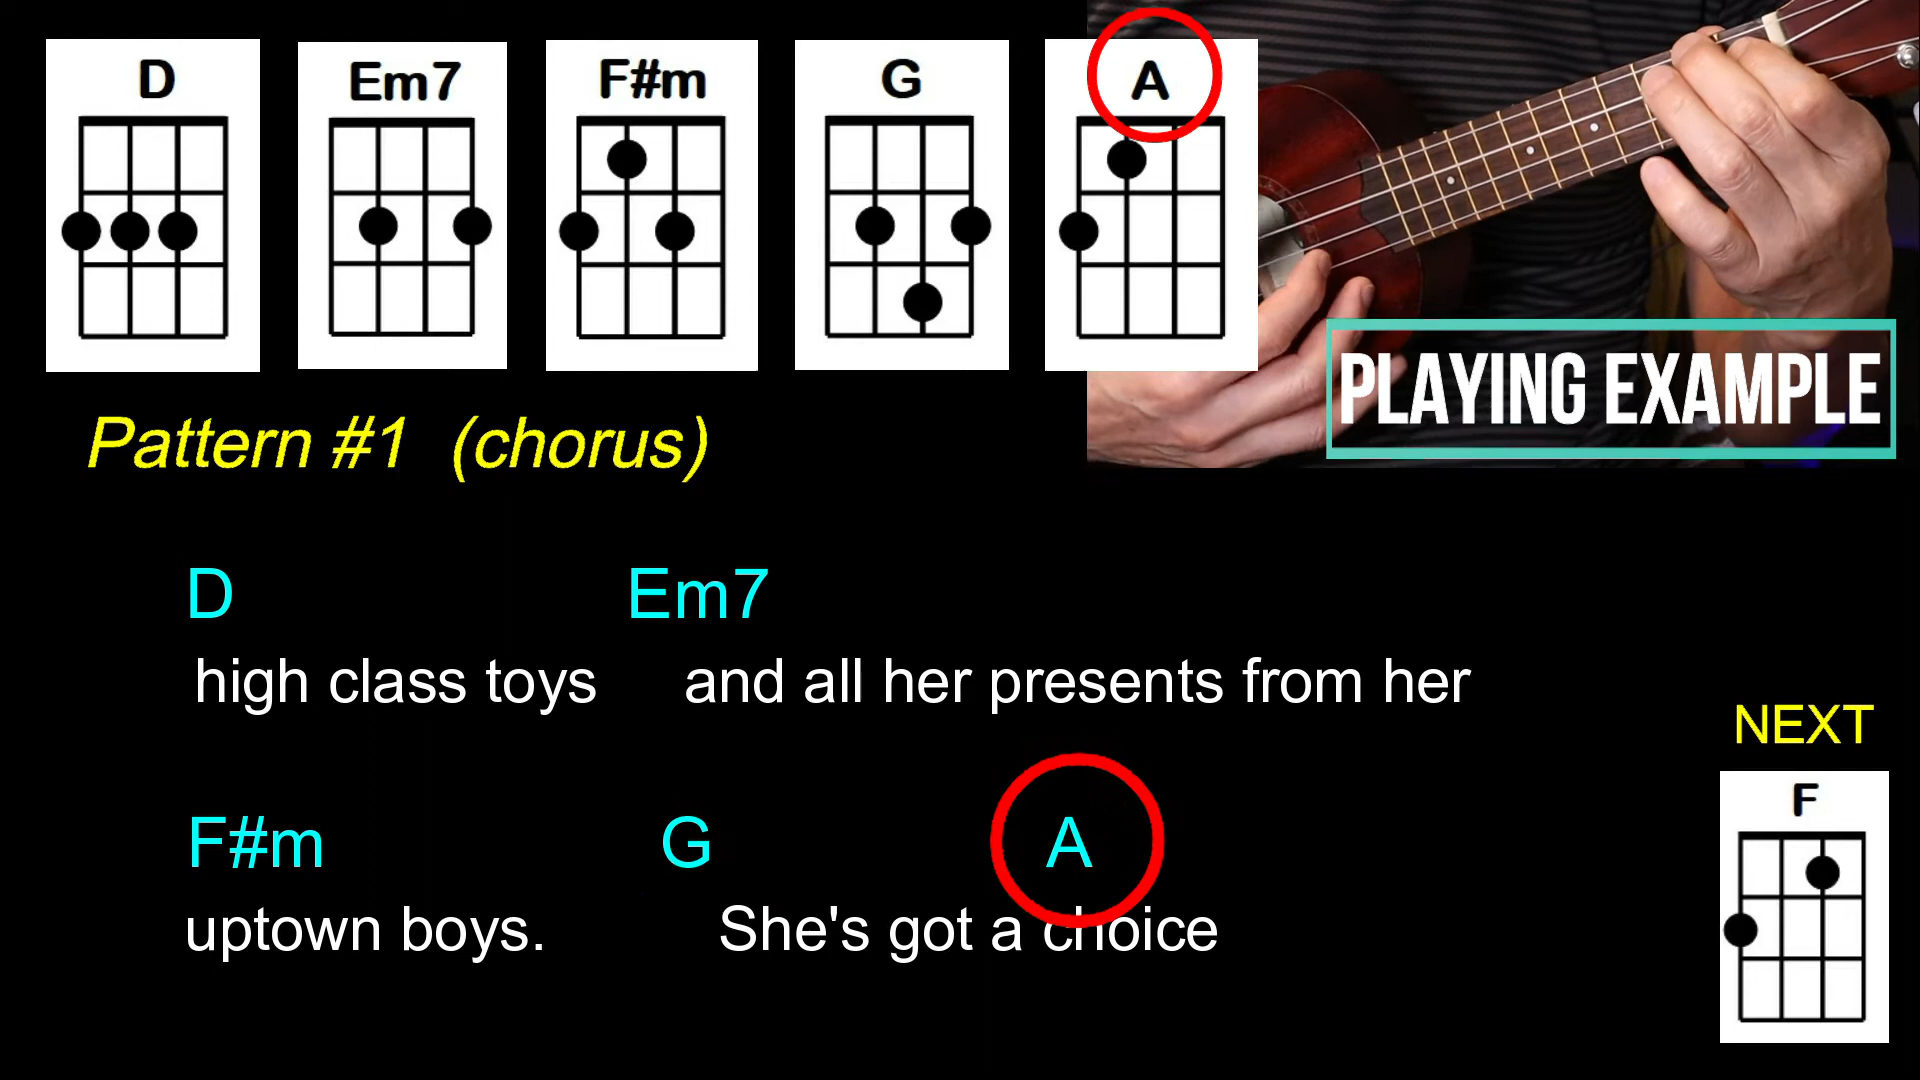 D Em7 F#m G A
PLAYING EXAMPLE
Pattern #1 (chorus)
D Em7
high class toys and all her presents from her
NEXT
F
F#m G A
uptown boys. She's got a choice